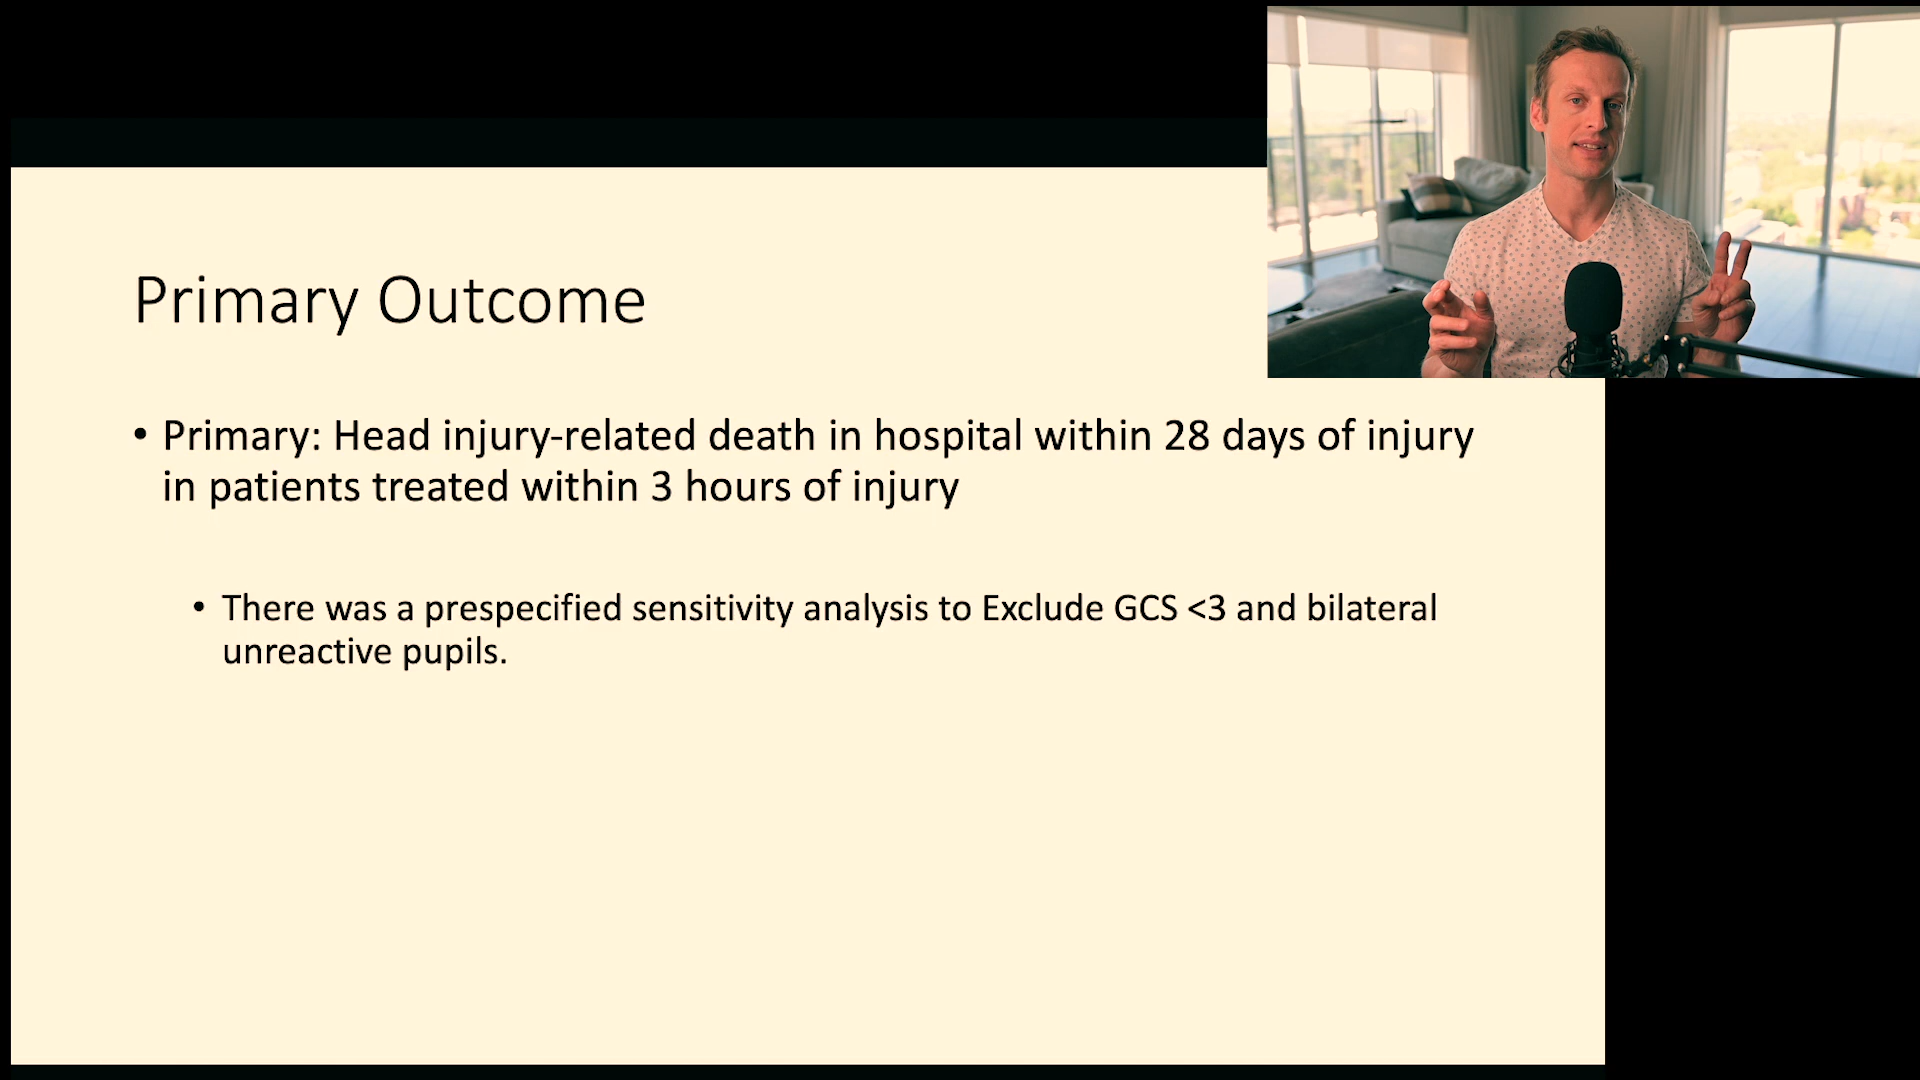 Primary Outcome
• Primary: Head injury-related death in hospital within 28 days of injury
in patients treated within 3 hours of injury
• There was a prespecified sensitivity analysis to Exclude GCS <3 and bilateral
unreactive pupils.